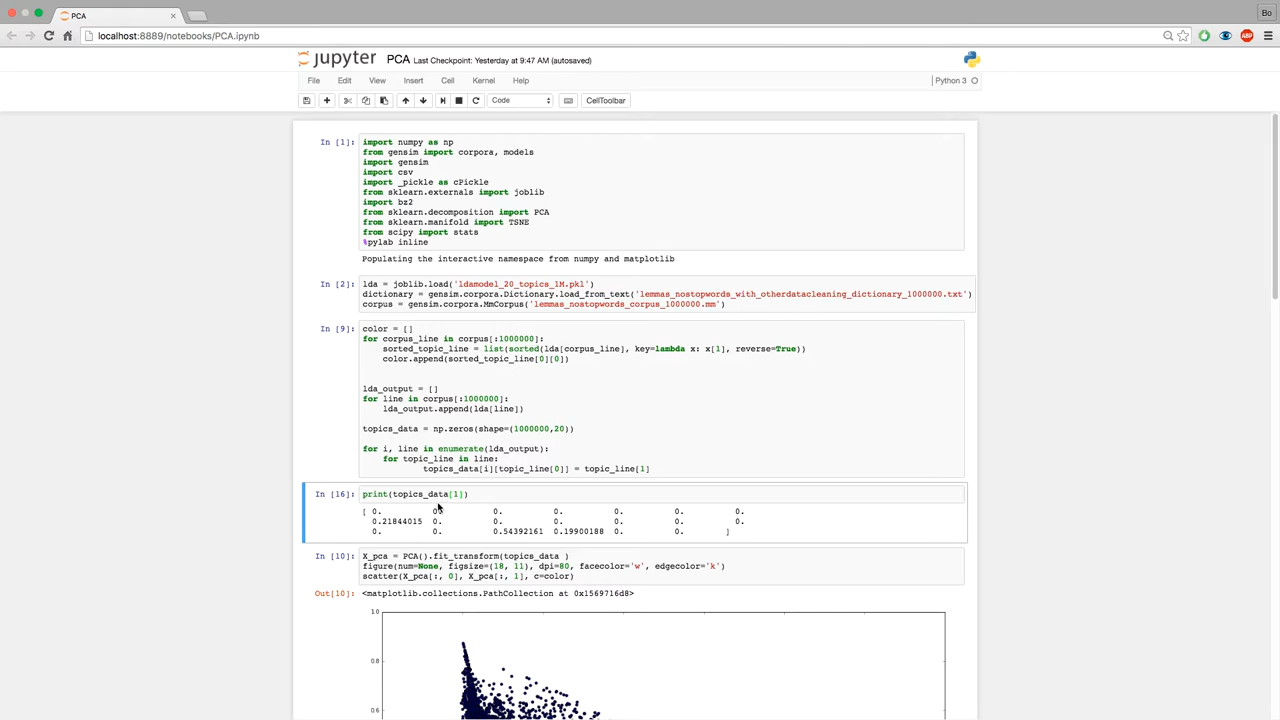 PCA
Bo
localhost:8889/notebooks/PCA.ipynb
ABP
jupyter PCA Last Checkpoint: Yesterday at 9:47 AM (autosaved)
File Edit View Insert Cell Kernel Help Python 3
Code CellToolbar
In [1]: import numpy as np
from gensim import corpora, models
import gensim
import csv
import _pickle as cPickle
from sklearn.externals import joblib
import bz2
from sklearn.decomposition import PCA
from sklearn.manifold import TSNE
from scipy import stats
%pylab inline
Populating the interactive namespace from numpy and matplotlib
In [2]: lda = joblib.load('ldamodel_20_topics_1M.pkl')
dictionary = gensim.corpora.Dictionary.load_from_text('lemmas_nostopwords_with_otherdatacleaning_dictionary_1000000.txt')
corpus = gensim.corpora.MmCorpus('lemmas_nostopwords_corpus_1000000.mm')
In [9]: color = []
for corpus_line in corpus[:1000000]:
sorted_topic_line = list(sorted(lda[corpus_line], key=lambda x: x[1], reverse=True))
color.append(sorted_topic_line[0][0])
lda_output = []
for line in corpus[:1000000]:
lda_output.append(lda[line])
topics_data = np.zeros(shape=(1000000,20))
for i, line in enumerate(lda_output):
for topic_line in line:
topics_data[i][topic_line[0]] = topic_line[1]
In [16]: print(topics_data[1])
[ 0. 0. 0. 0. 0. 0. 0.
0.21844015 0. 0. 0. 0. 0. 0.
0. 0. 0.54392161 0.19900188 0. 0. ]
In [10]: X_pca = PCA().fit_transform(topics_data )
figure(num=None, figsize=(18, 11), dpi=80, facecolor='w', edgecolor='k')
scatter(X_pca[:, 0], X_pca[:, 1], c=color)
Out[10]: <matplotlib.collections.PathCollection at 0x1569716d8>
1.0
0.8
0.6